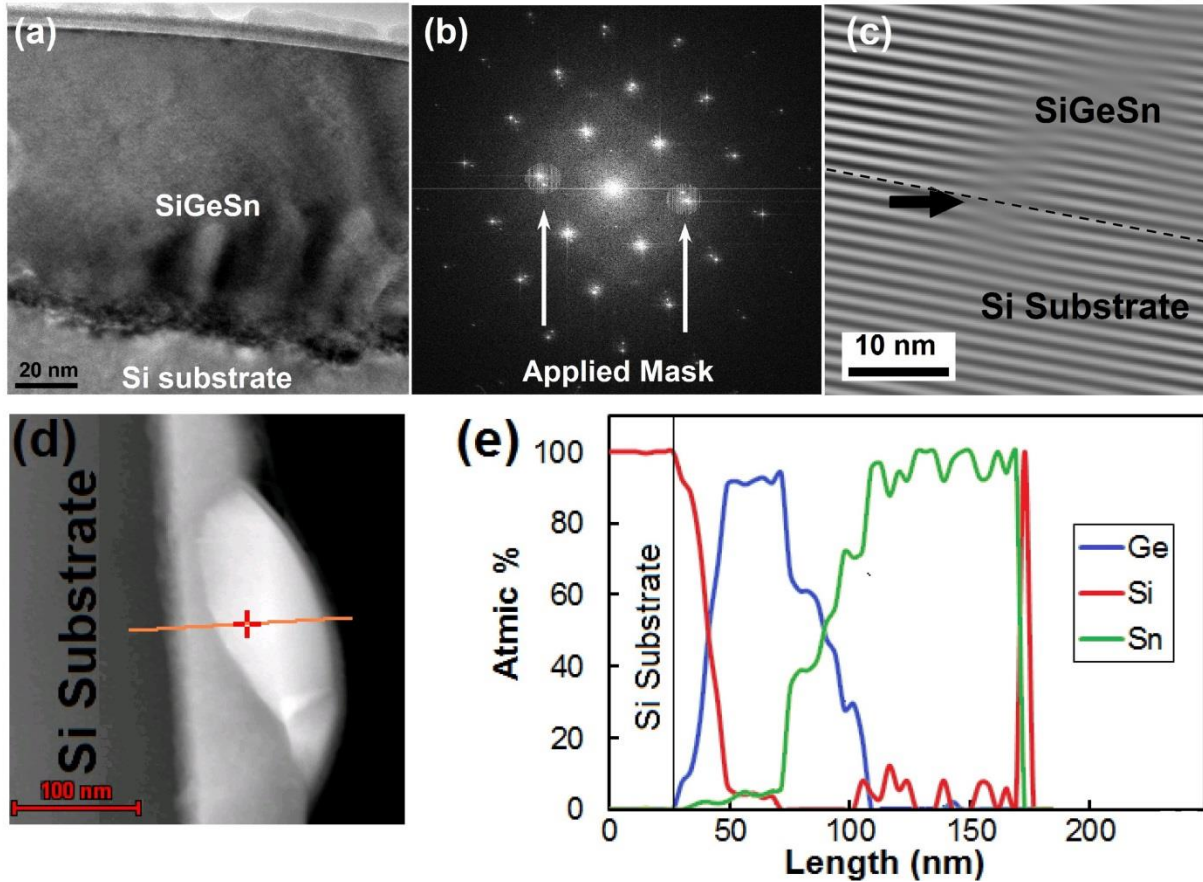 (a)
SiGeSn
20 nm
Si substrate
(b)
Applied Mask
(c)
SiGeSn
Si Substrate
10 nm
(d)
Si Substrate
100 nm
(e)
Atmic %
100
80
60
40
20
0
Si Substrate
Ge
Si
Sn
0
50
100
150
200
Length (nm)